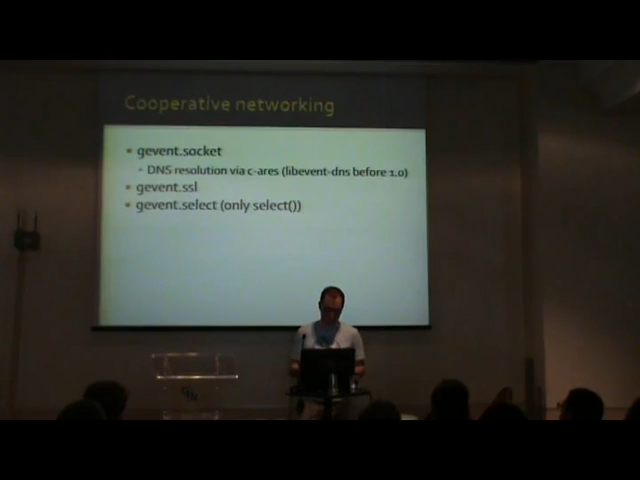 Cooperative networking
gevent.socket
DNS resolution via c-ares (libevent-dns before 1.0)
gevent.ssl
gevent.select (only select())